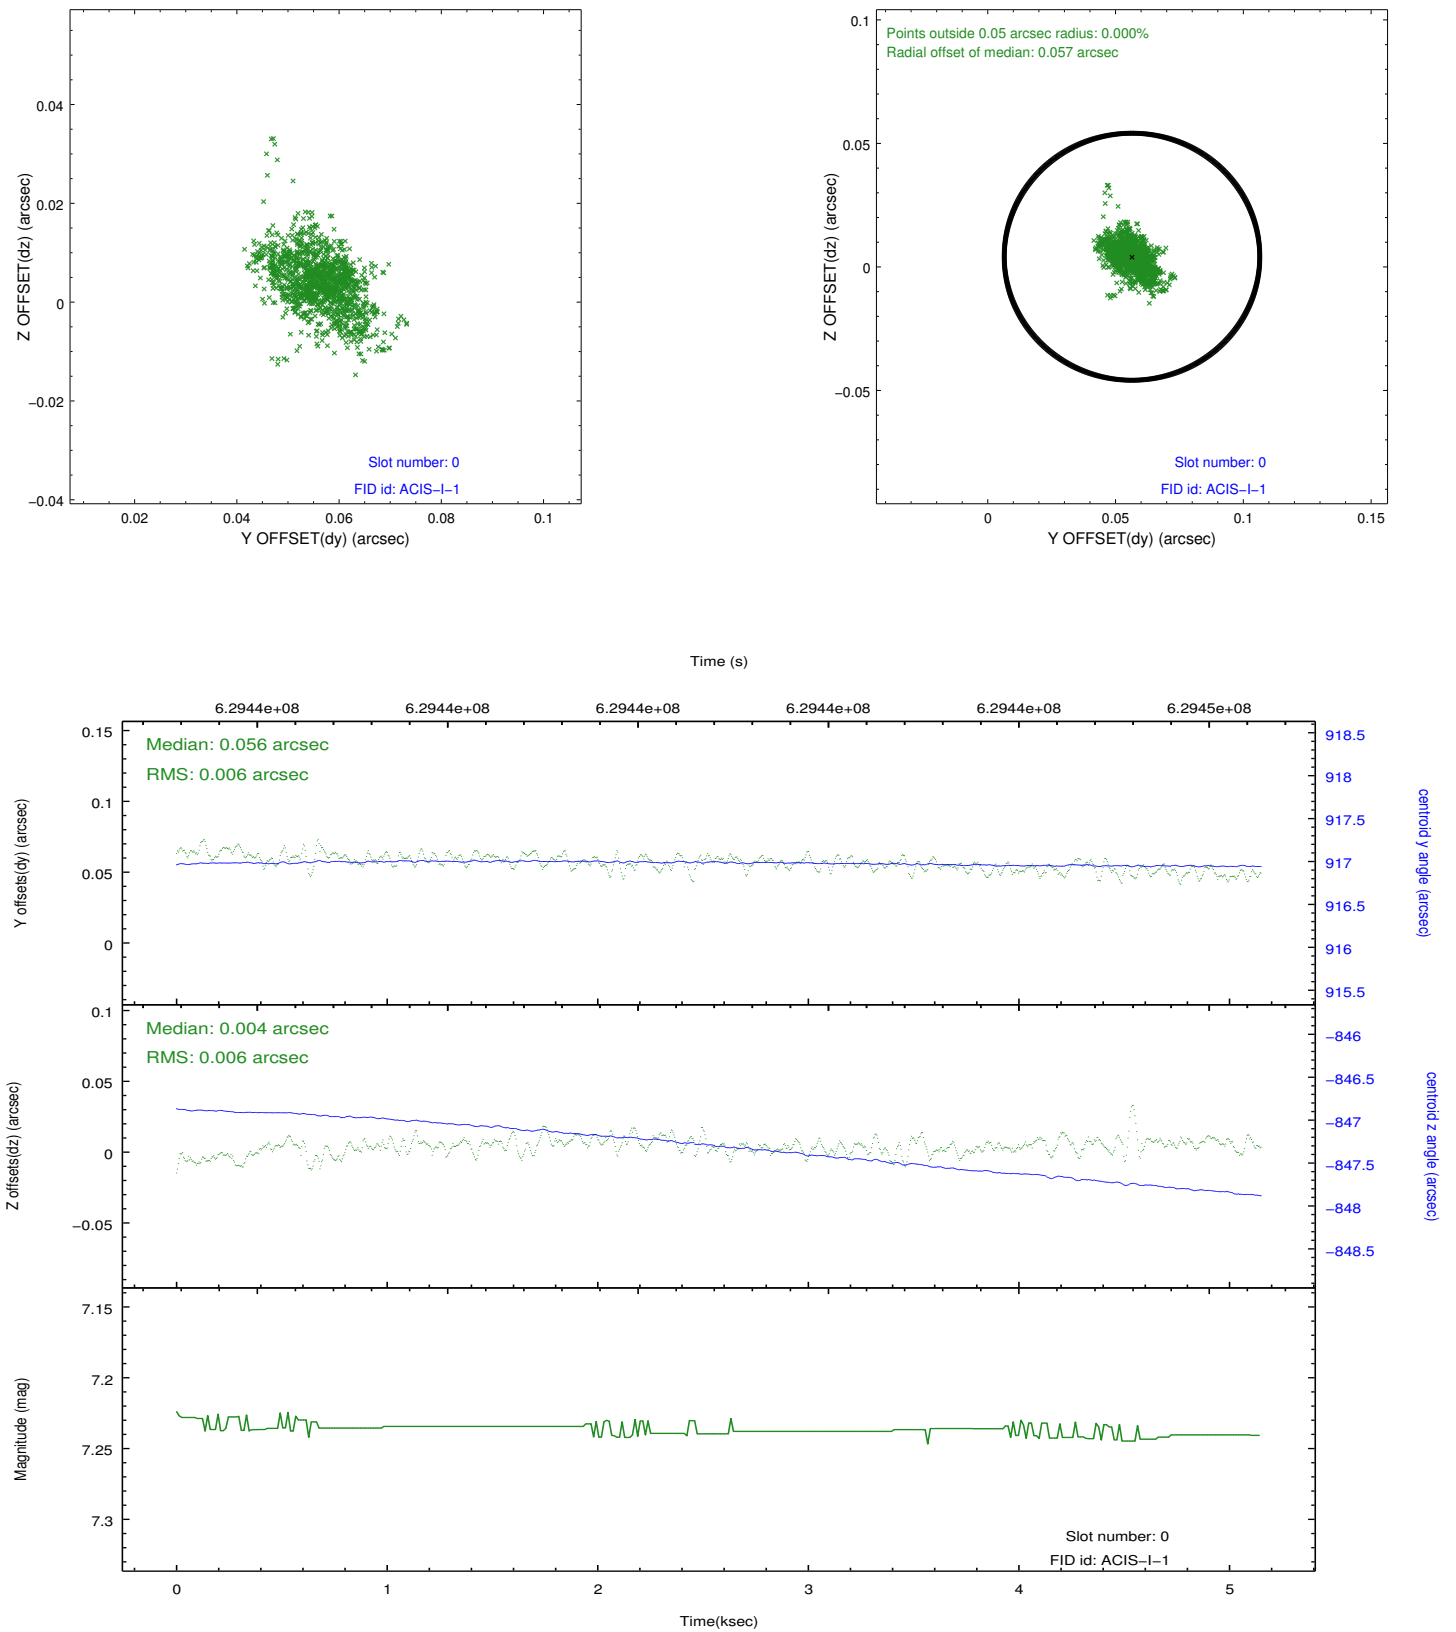 0.04
0.02
0
−0.02
−0.04
Z OFFSET(dz) (arcsec)
Slot number: 0
FID id: ACIS−I−1
0.02 0.04 0.06 0.08 0.1
Y OFFSET(dy) (arcsec)
Points outside 0.05 arcsec radius: 0.000%
Radial offset of median: 0.057 arcsec
0.1
0.05
0
−0.05
Z OFFSET(dz) (arcsec)
Slot number: 0
FID id: ACIS−I−1
0 0.05 0.1 0.15
Y OFFSET(dy) (arcsec)
Time (s)
6.2944e+08 6.2944e+08 6.2944e+08 6.2944e+08 6.2944e+08 6.2945e+08
Median: 0.056 arcsec
RMS: 0.006 arcsec
0.15
0.1
0.05
0
Y offsets(dy) (arcsec)
918.5
918
917.5
917
916.5
916
915.5
centroid y angle (arcsec)
Median: 0.004 arcsec
RMS: 0.006 arcsec
0.1
0.05
0
−0.05
Z offsets(dz) (arcsec)
−846
−846.5
−847
−847.5
−848
−848.5
centroid z angle (arcsec)
7.15
7.2
7.25
7.3
Magnitude (mag)
Slot number: 0
FID id: ACIS−I−1
0 1 2 3 4 5
Time(ksec)